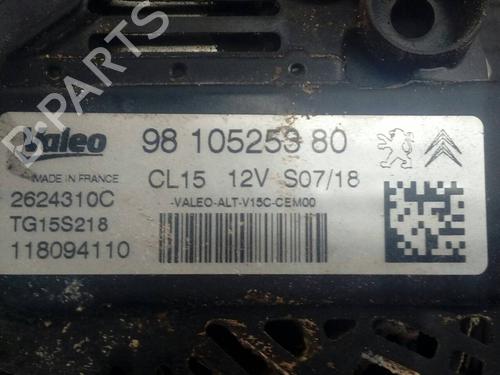 B-PARTS
Valeo
98 105253 80
MADE IN FRANCE
CL15 12V S07/18
2624310C
-VALEO-ALT-V15C-CEM00
TG15S218
118094110